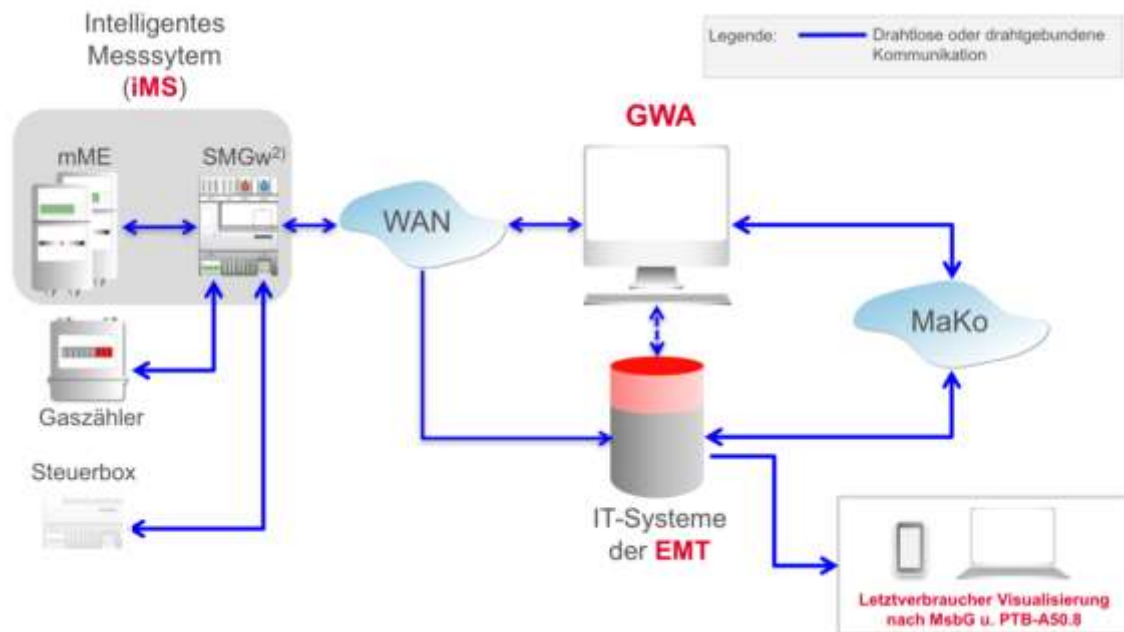 Intelligentes
Messsytem
(iMS)
Legende:
Drahtlose oder drahtgebundene
Kommunikation
GWA
mME
SMGw2)
WAN
MaKo
Gaszähler
Steuerbox
IT-Systeme
der EMT
Letztverbraucher Visualisierung
nach MsbG u. PTB-A50.8